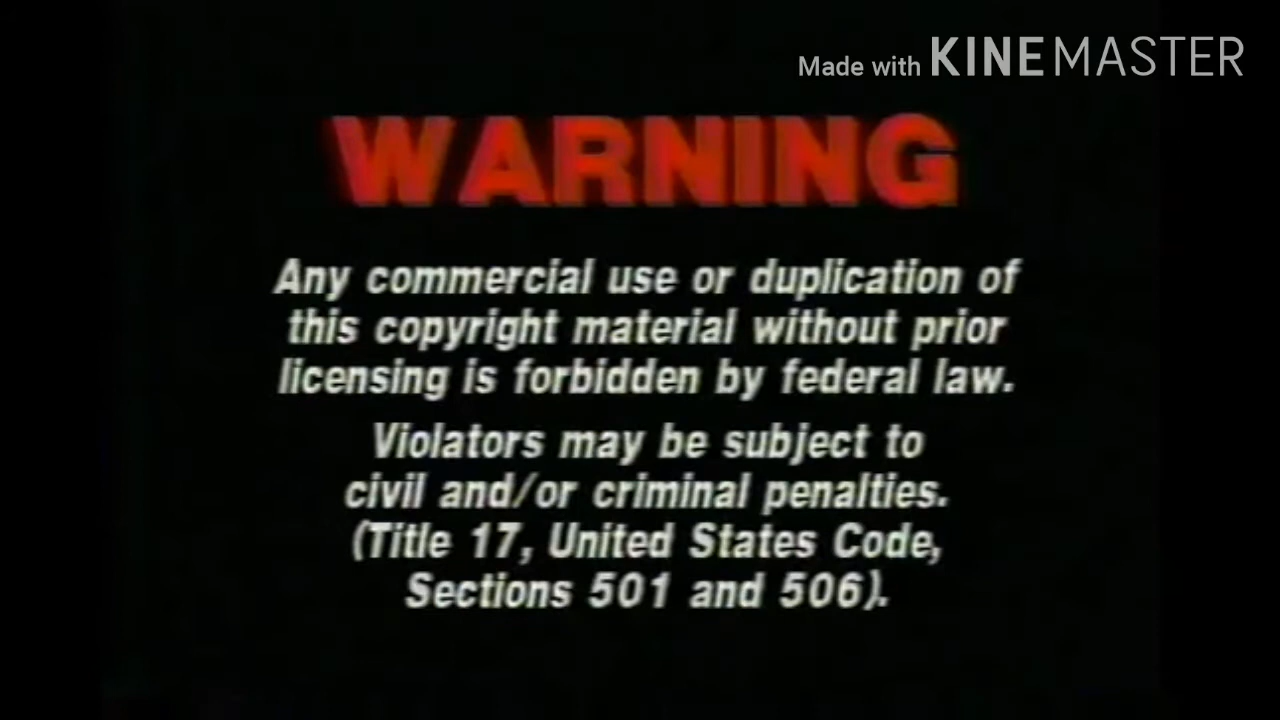 Made with KINEMASTER
WARNING
Any commercial use or duplication of
this copyright material without prior
licensing is forbidden by federal law.
Violators may be subject to
civil and/or criminal penalties.
(Title 17, United States Code,
Sections 501 and 506).